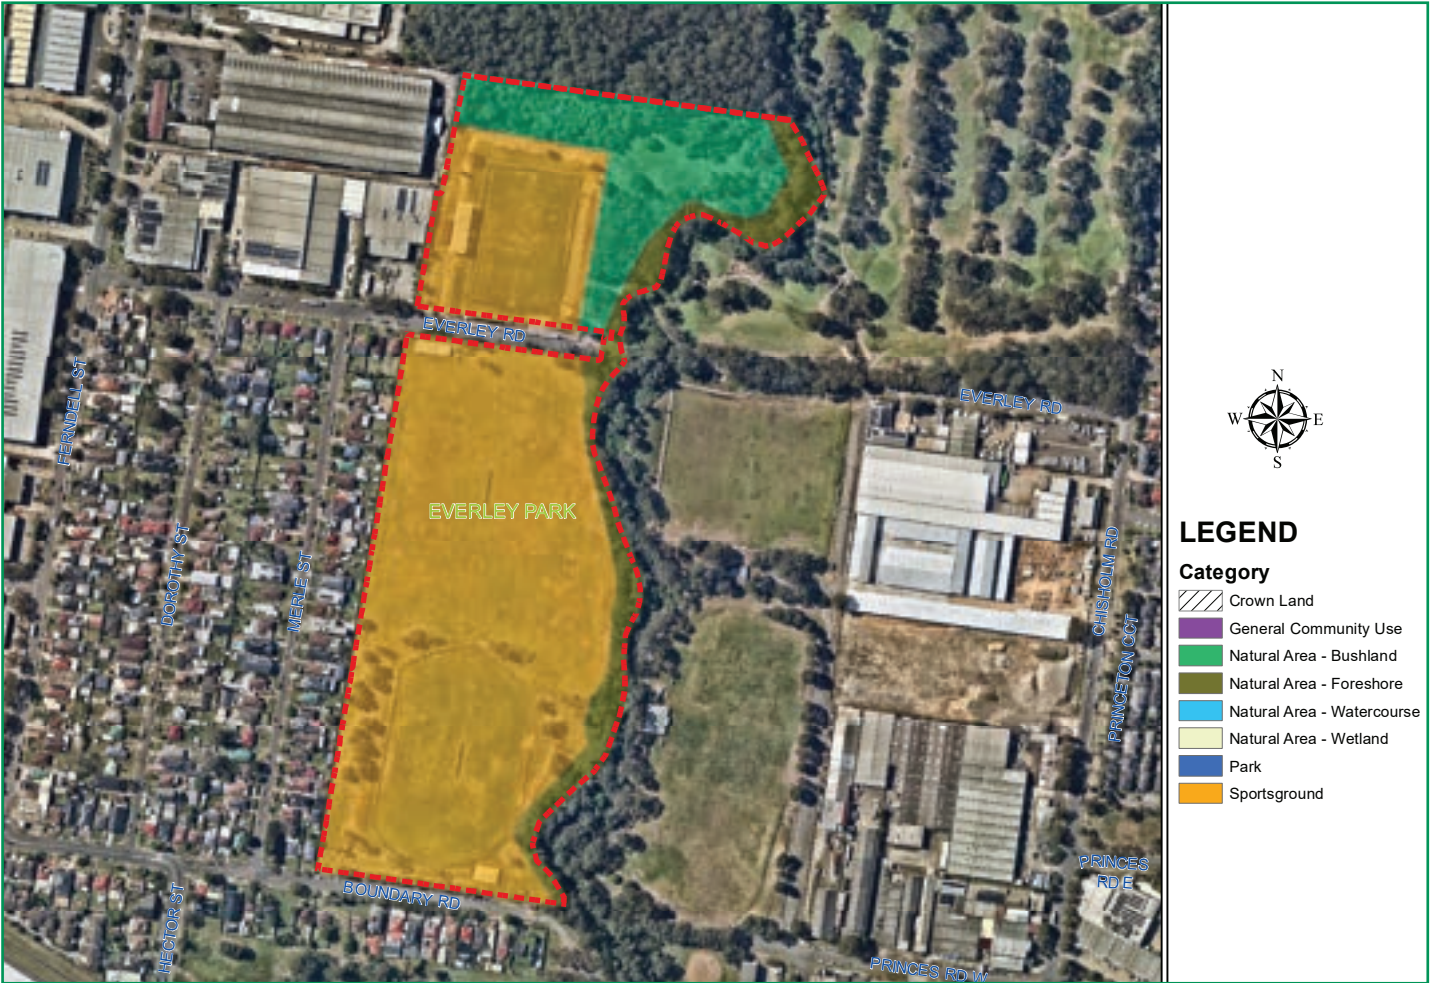 EVERLEY RD
EVERLEY RD
FERNDELL ST
EVERLEY PARK
DOROTHY ST
MERLE ST
CHISHOLM RD
PRINCETON CCT
PRINCES
RD E
BOUNDARY RD
HECTOR ST
PRINCES RD W
N
W
E
S
LEGEND
Category
Crown Land
General Community Use
Natural Area - Bushland
Natural Area - Foreshore
Natural Area - Watercourse
Natural Area - Wetland
Park
Sportsground